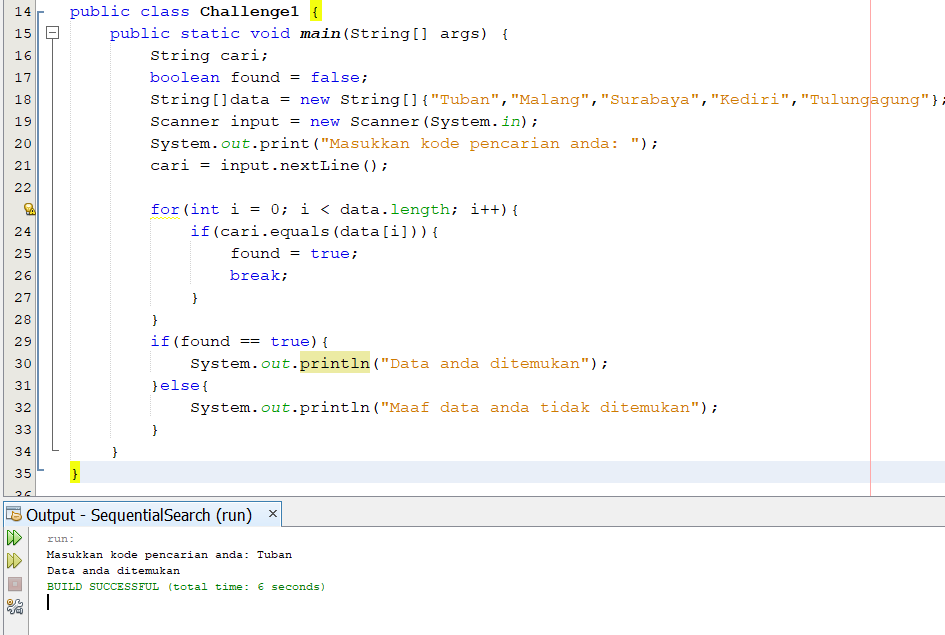 14 public class Challenge1 {
15 public static void main(String[] args) {
16 String cari;
17 boolean found = false;
18 String[]data = new String[]{"Tuban","Malang","Surabaya","Kediri","Tulungagung"};
19 Scanner input = new Scanner(System.in);
20 System.out.print("Masukkan kode pencarian anda: ");
21 cari = input.nextLine();
22
for(int i = 0; i < data.length; i++){
24 if(cari.equals(data[i])){
25 found = true;
26 break;
27 }
28 }
29 if(found == true){
30 System.out.println("Data anda ditemukan");
31 }else{
32 System.out.println("Maaf data anda tidak ditemukan");
33 }
34 }
35 }
36
Output - SequentialSearch (run) ×
run:
Masukkan kode pencarian anda: Tuban
Data anda ditemukan
BUILD SUCCESSFUL (total time: 6 seconds)